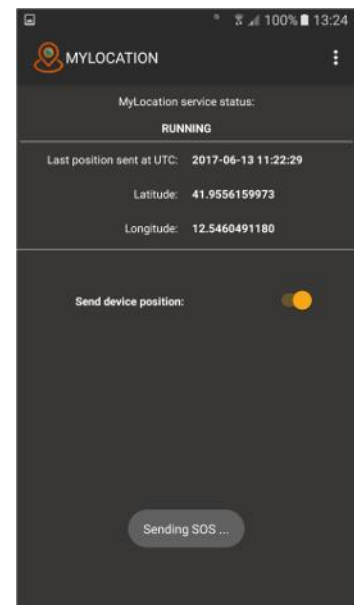 100% 13:24
MYLOCATION
MyLocation service status:
RUNNING
Last position sent at UTC: 2017-06-13 11:22:29
Latitude: 41.9556159973
Longitude: 12.5460491180
Send device position:
Sending SOS ...